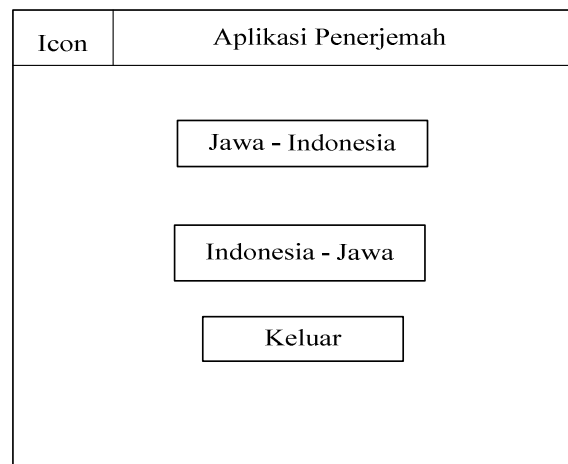 Icon
Aplikasi Penerjemah
Jawa - Indonesia
Indonesia - Jawa
Keluar